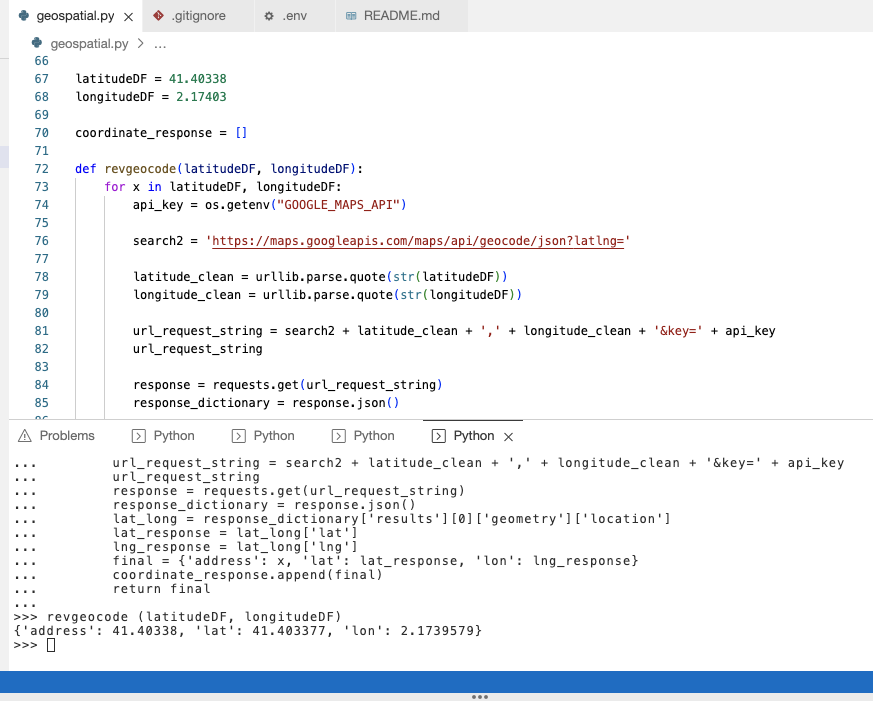 geospatial.py
.gitignore
.env
README.md
geospatial.py > ...
66
67 latitudeDF = 41.40338
68 longitudeDF = 2.17403
69
70 coordinate_response = []
71
72 def revgeocode(latitudeDF, longitudeDF):
73 for x in latitudeDF, longitudeDF:
74 api_key = os.getenv("GOOGLE_MAPS_API")
75
76 search2 = 'https://maps.googleapis.com/maps/api/geocode/json?latlng='
77
78 latitude_clean = urllib.parse.quote(str(latitudeDF))
79 longitude_clean = urllib.parse.quote(str(longitudeDF))
80
81 url_request_string = search2 + latitude_clean + ',' + longitude_clean + '&key=' + api_key
82 url_request_string
83
84 response = requests.get(url_request_string)
85 response_dictionary = response.json()
Problems
Python
Python
Python
Python
... url_request_string = search2 + latitude_clean + ',' + longitude_clean + '&key=' + api_key
... url_request_string
... response = requests.get(url_request_string)
... response_dictionary = response.json()
... lat_long = response_dictionary['results'][0]['geometry']['location']
... lat_response = lat_long['lat']
... lng_response = lat_long['lng']
... final = {'address': x, 'lat': lat_response, 'lon': lng_response}
... coordinate_response.append(final)
... return final
...
>>> revgeocode (latitudeDF, longitudeDF)
{'address': 41.40338, 'lat': 41.403377, 'lon': 2.1739579}
>>>